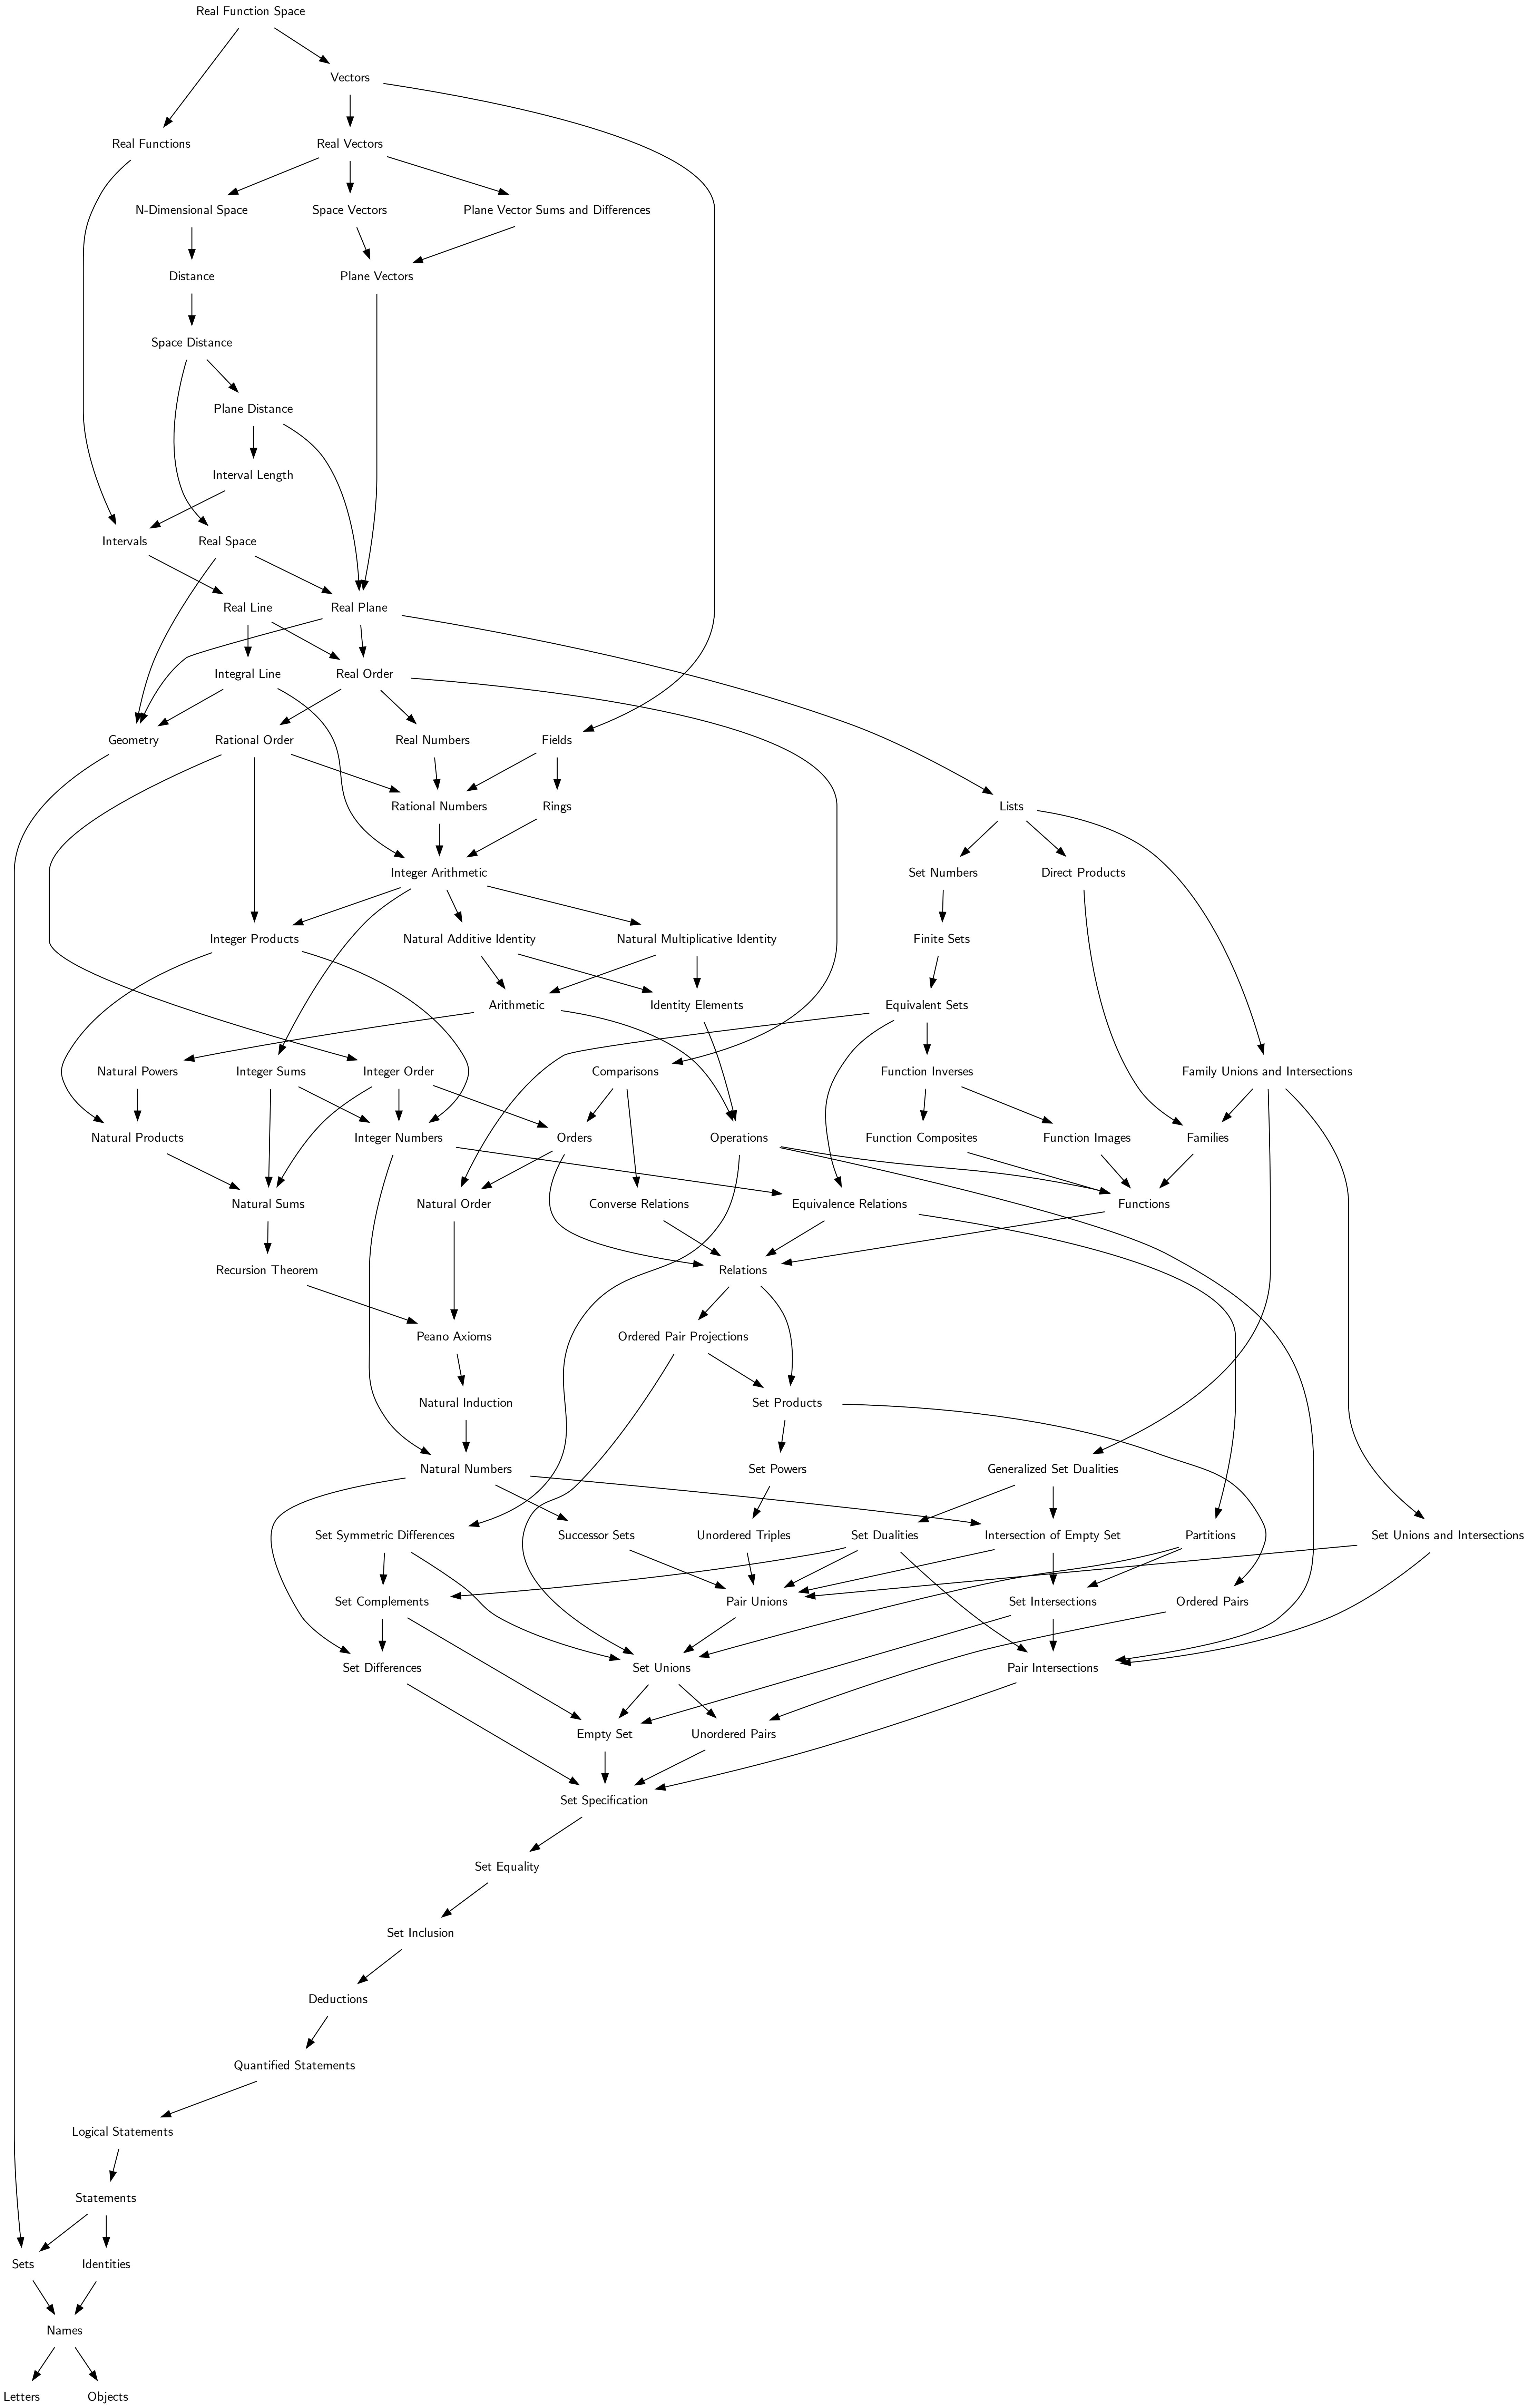 Real Function Space
Vectors
Real Functions
Real Vectors
N-Dimensional Space
Space Vectors
Plane Vector Sums and Differences
Distance
Plane Vectors
Space Distance
Plane Distance
Interval Length
Intervals
Real Space
Real Line
Real Plane
Integral Line
Real Order
Geometry
Rational Order
Real Numbers
Fields
Rational Numbers
Rings
Lists
Integer Arithmetic
Set Numbers
Direct Products
Integer Products
Natural Additive Identity
Natural Multiplicative Identity
Finite Sets
Arithmetic
Identity Elements
Equivalent Sets
Natural Powers
Integer Sums
Integer Order
Comparisons
Function Inverses
Family Unions and Intersections
Natural Products
Integer Numbers
Orders
Operations
Function Composites
Function Images
Families
Natural Sums
Natural Order
Converse Relations
Equivalence Relations
Functions
Recursion Theorem
Relations
Peano Axioms
Ordered Pair Projections
Natural Induction
Set Products
Natural Numbers
Set Powers
Generalized Set Dualities
Set Symmetric Differences
Successor Sets
Unordered Triples
Set Dualities
Intersection of Empty Set
Partitions
Set Unions and Intersections
Set Complements
Pair Unions
Set Intersections
Ordered Pairs
Set Differences
Set Unions
Pair Intersections
Empty Set
Unordered Pairs
Set Specification
Set Equality
Set Inclusion
Deductions
Quantified Statements
Logical Statements
Statements
Sets
Identities
Names
Letters
Objects